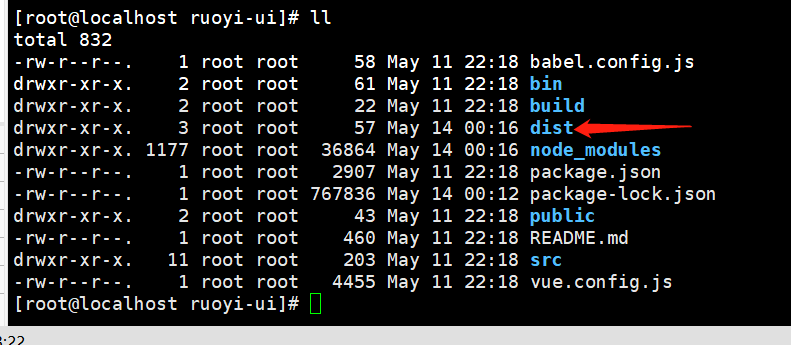 [root@localhost ruoyi-ui]# ll
total 832
-rw-r--r--.    1 root root     58 May 11 22:18 babel.config.js
drwxr-xr-x.    2 root root     61 May 11 22:18 bin
drwxr-xr-x.    2 root root     22 May 11 22:18 build
drwxr-xr-x.    3 root root     57 May 14 00:16 dist
drwxr-xr-x. 1177 root root  36864 May 14 00:16 node_modules
-rw-r--r--.    1 root root   2907 May 11 22:18 package.json
-rw-r--r--.    1 root root 767836 May 14 00:12 package-lock.json
drwxr-xr-x.    2 root root     43 May 11 22:18 public
-rw-r--r--.    1 root root    460 May 11 22:18 README.md
drwxr-xr-x.   11 root root    203 May 11 22:18 src
-rw-r--r--.    1 root root   4455 May 11 22:18 vue.config.js
[root@localhost ruoyi-ui]#
:22